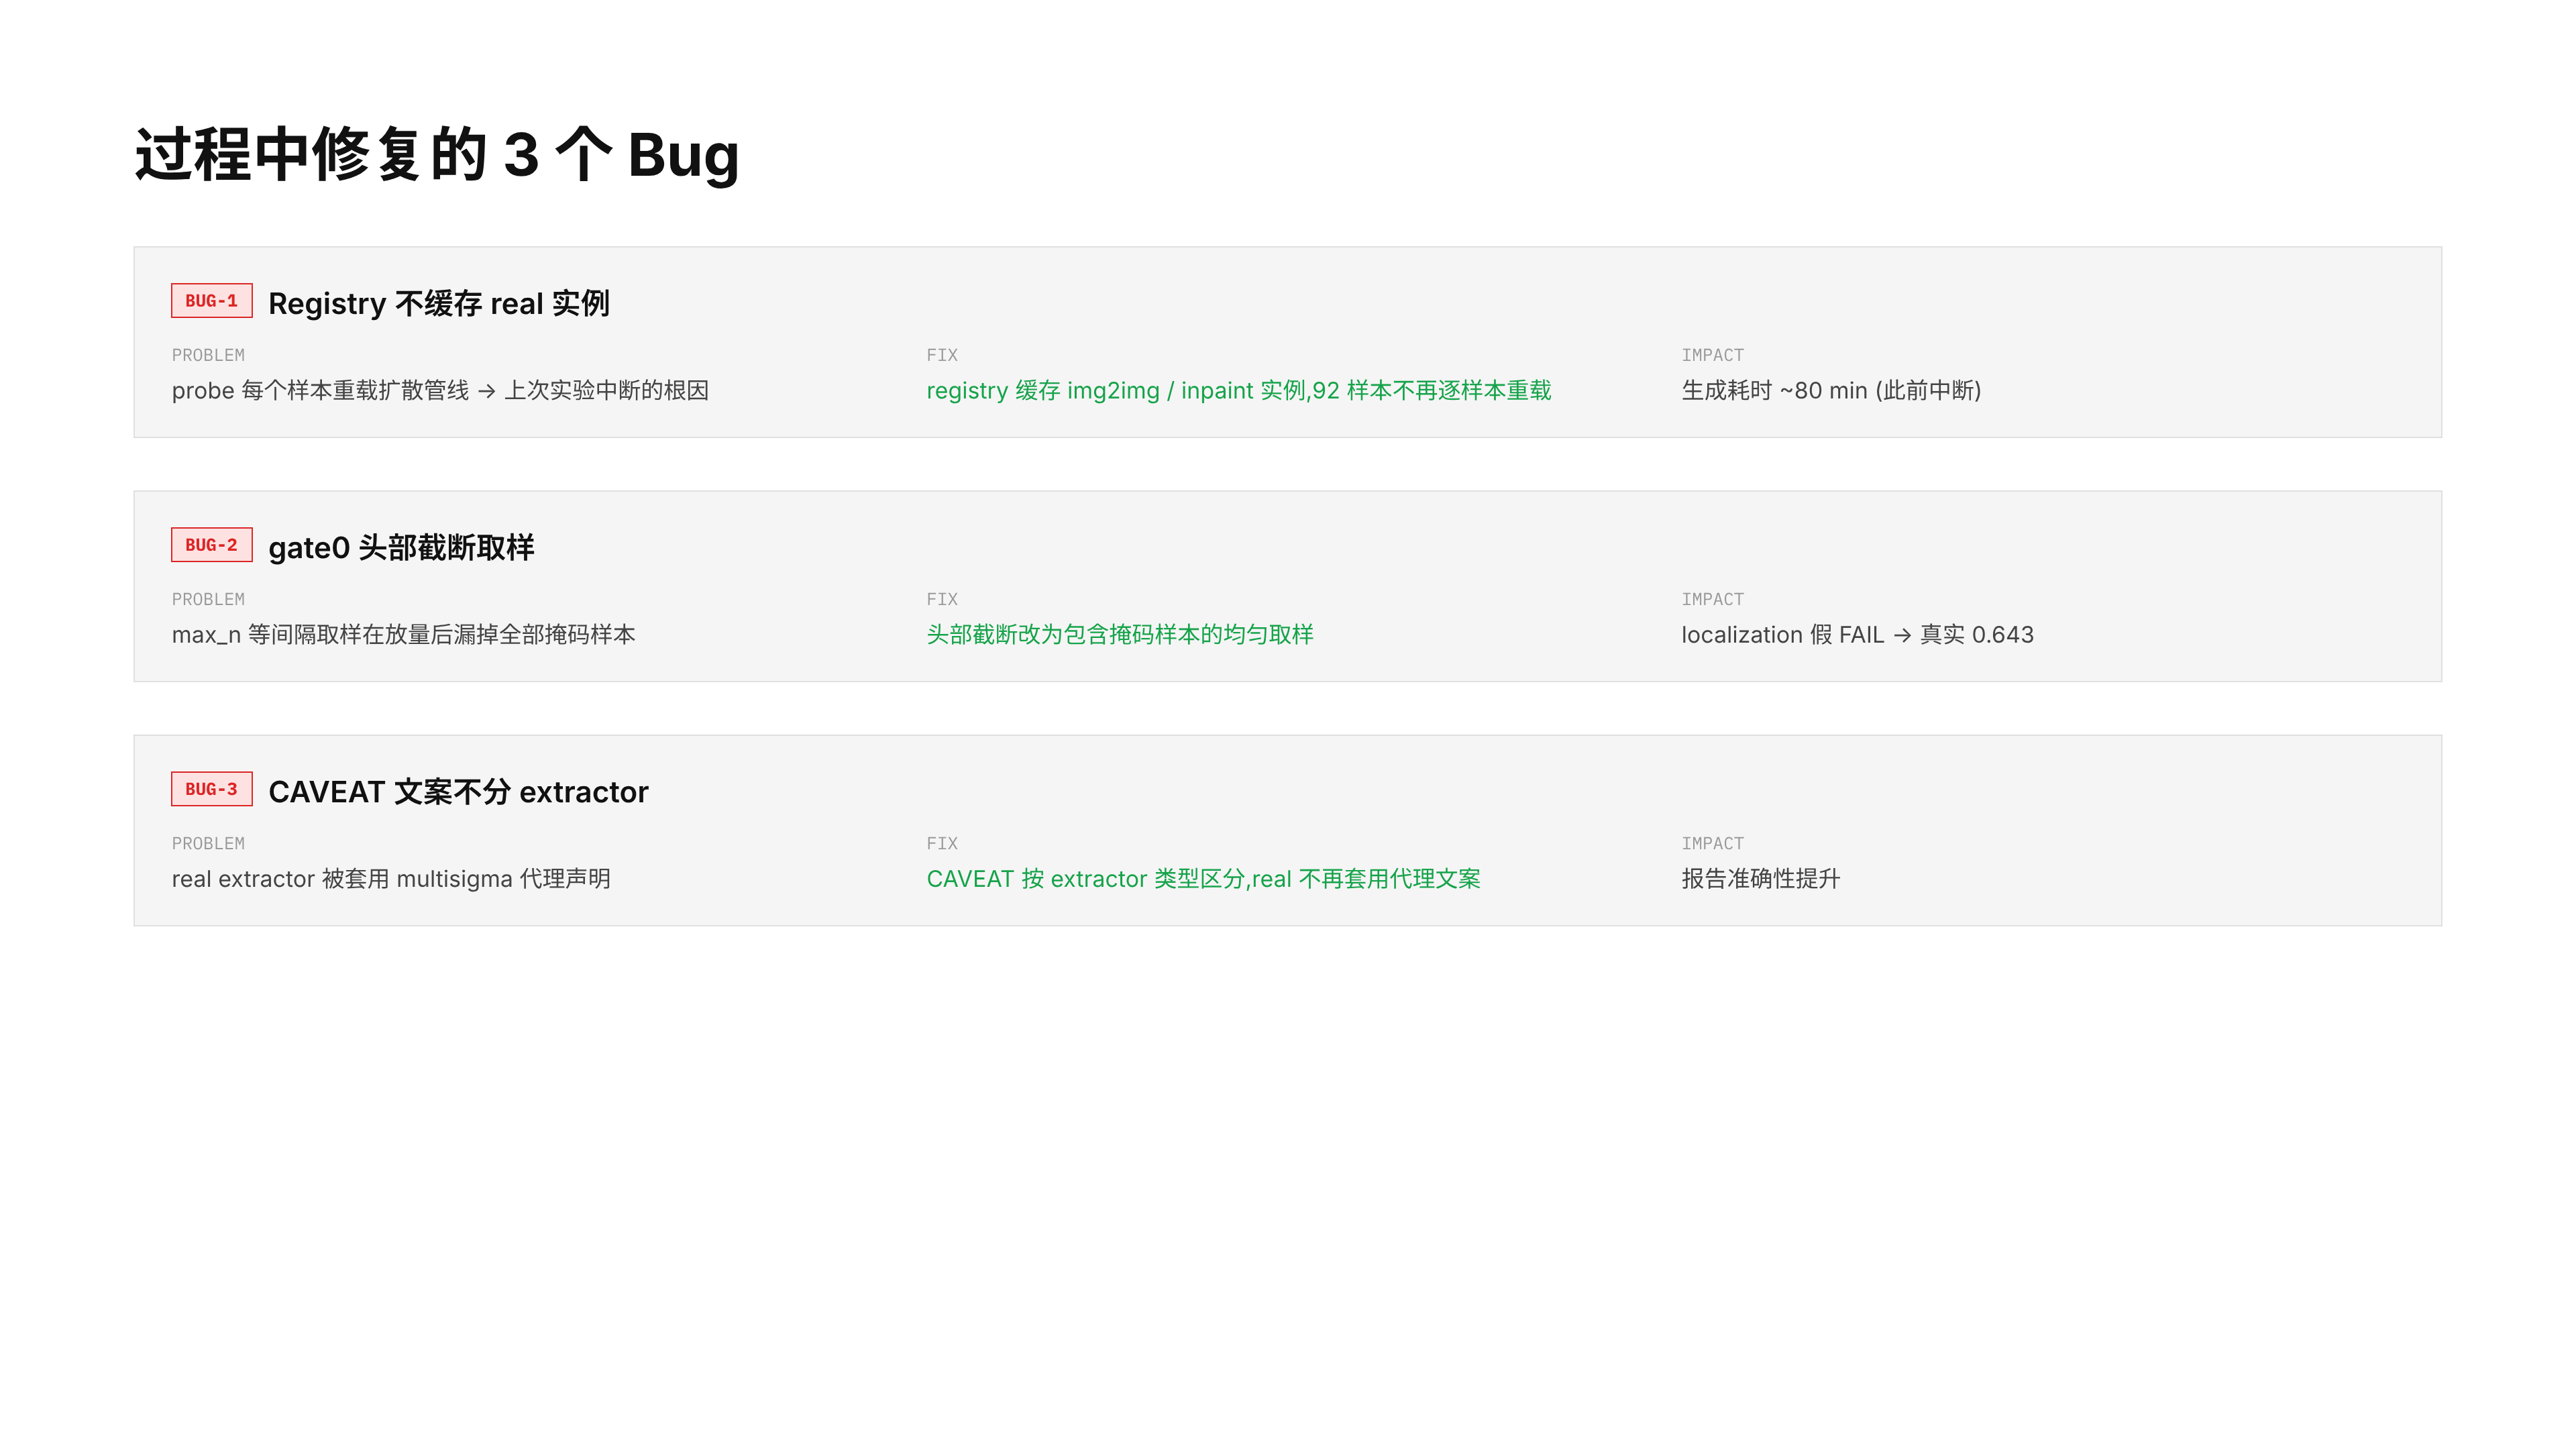 过程中修复的 3 个 Bug
BUG-1 Registry 不缓存 real 实例
PROBLEM FIX IMPACT
probe 每个样本重载扩散管线 → 上次实验中断的根因 registry 缓存 img2img / inpaint 实例,92 样本不再逐样本重载 生成耗时 ~80 min (此前中断)
BUG-2 gate0 头部截断取样
PROBLEM FIX IMPACT
max_n 等间隔取样在放量后漏掉全部掩码样本 头部截断改为包含掩码样本的均匀取样 localization 假 FAIL → 真实 0.643
BUG-3 CAVEAT 文案不分 extractor
PROBLEM FIX IMPACT
real extractor 被套用 multisigma 代理声明 CAVEAT 按 extractor 类型区分,real 不再套用代理文案 报告准确性提升